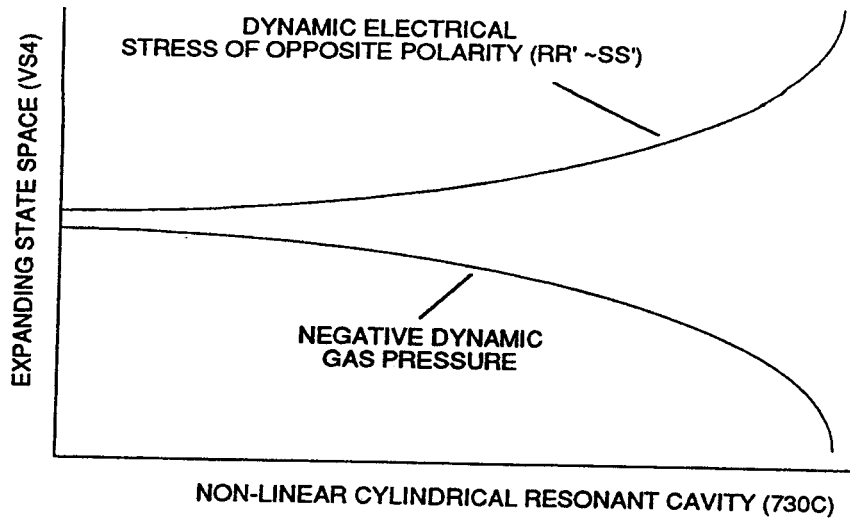 DYNAMIC ELECTRICAL
STRESS OF OPPOSITE POLARITY (RR' ~SS')
EXPANDING STATE SPACE (VS4)
NEGATIVE DYNAMIC
GAS PRESSURE
NON-LINEAR CYLINDRICAL RESONANT CAVITY (730C)